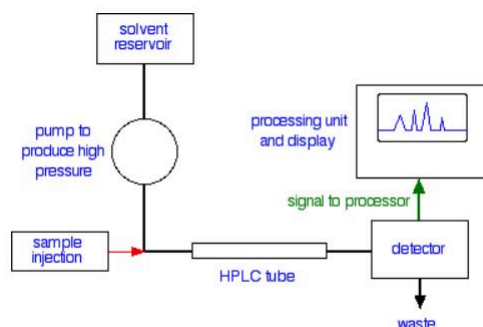 solvent
reservoir
pump to
produce high
pressure
processing unit
and display
signal to processor
sample
injection
HPLC tube
detector
waste